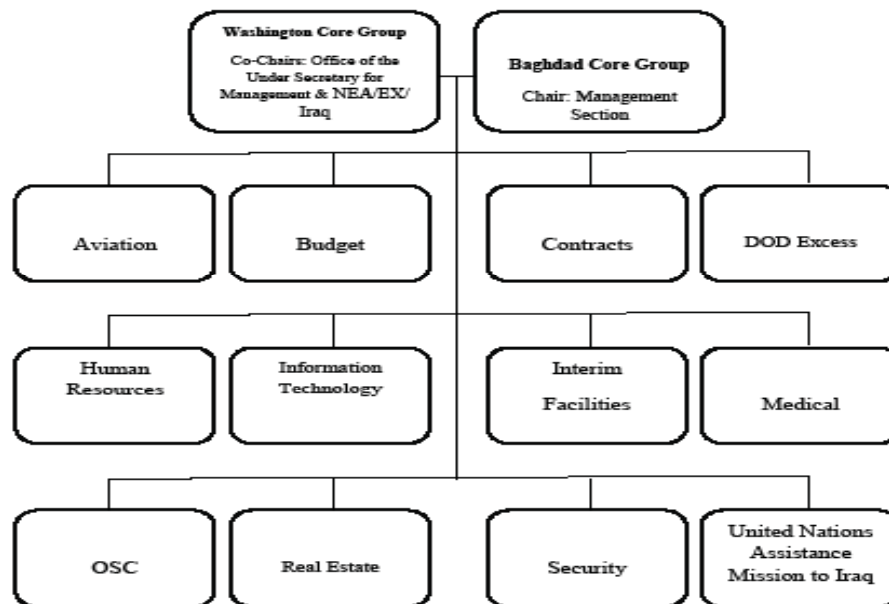 Washington Core Group
Co-Chairs: Office of the
Under Secretary for
Management & NEA/EX/
Iraq
Baghdad Core Group
Chair: Management
Section
Aviation
Budget
Contracts
DOD Excess
Human
Resources
Information
Technology
Interim
Facilities
Medical
OSC
Real Estate
Security
United Nations
Assistance
Mission to Iraq